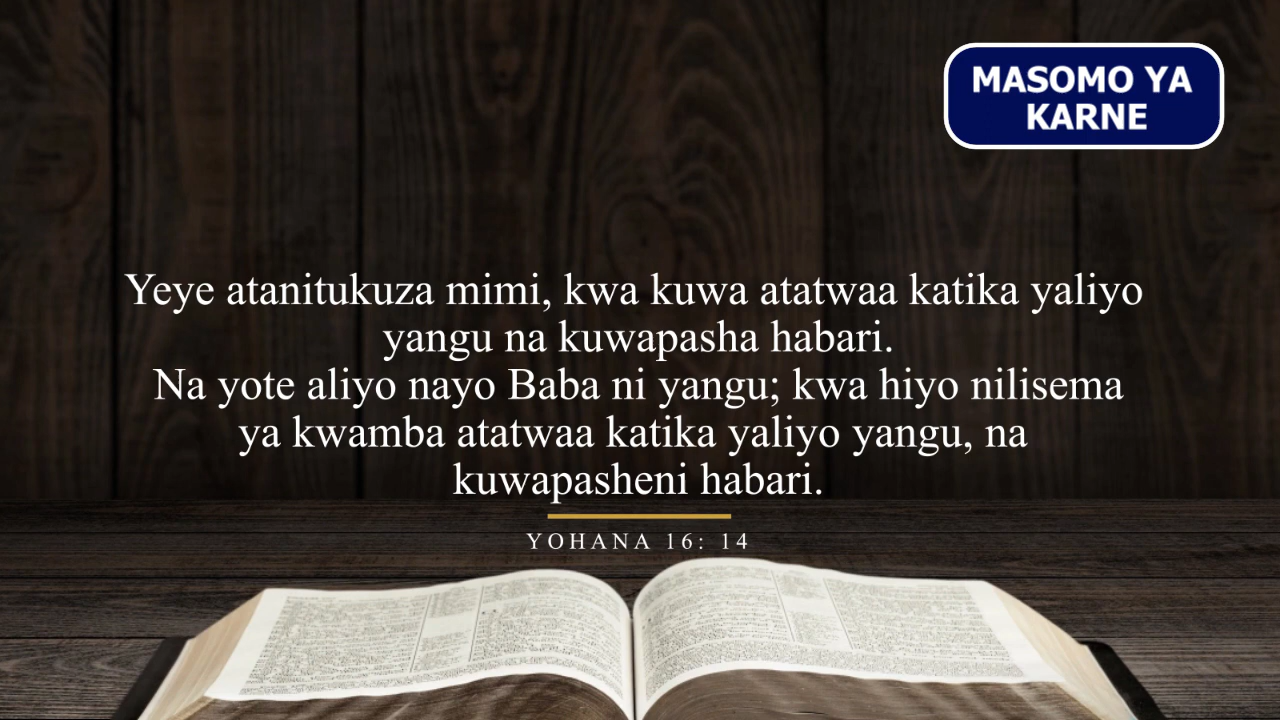 MASOMO YA
KARNE
Yeye atanitukuza mimi, kwa kuwa atatwaa katika yaliyo
yangu na kuwapasha habari.
Na yote aliyo nayo Baba ni yangu; kwa hiyo nilisema
ya kwamba atatwaa katika yaliyo yangu, na
kuwapasheni habari.
YOHANA 16: 14